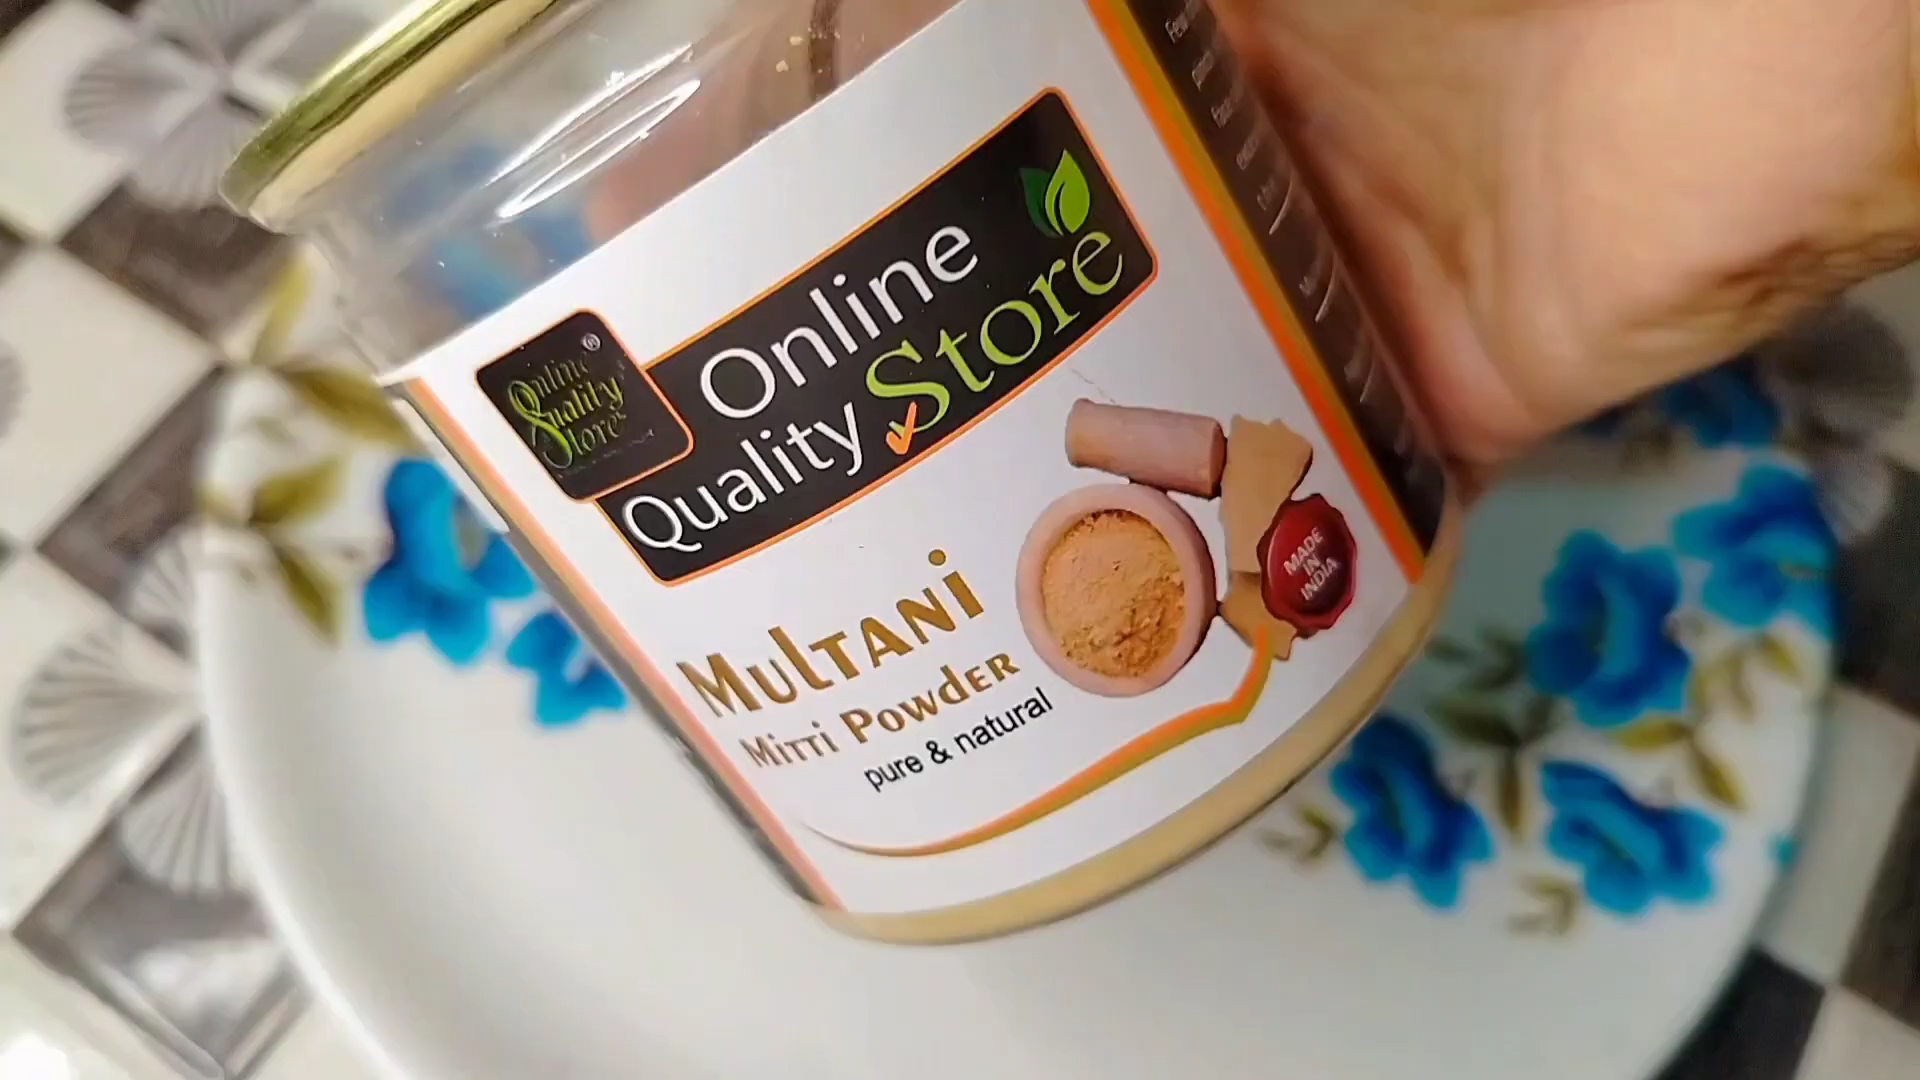 Online
Quality
Store
®
Online
Quality Store
MulTANi
MiTTi PowdER
pure & natural
MADE
IN
INDIA